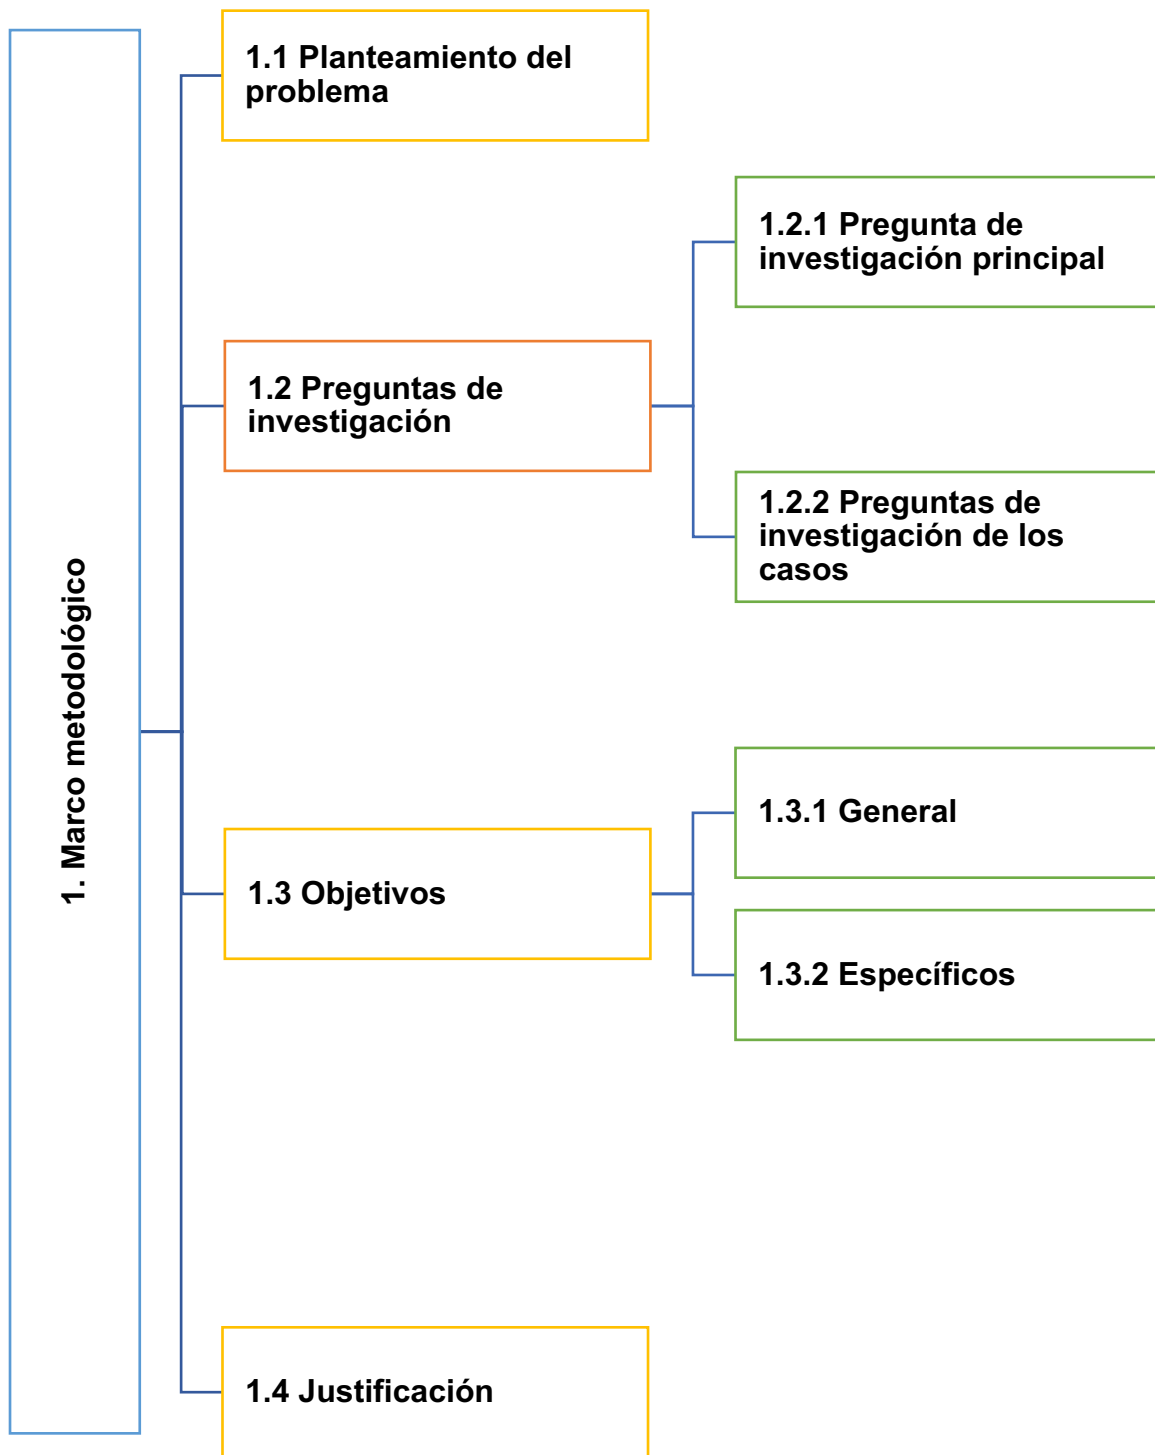 1. Marco metodológico
1.1 Planteamiento del
problema
1.2 Preguntas de
investigación
1.2.1 Pregunta de
investigación principal
1.2.2 Preguntas de
investigación de los
casos
1.3 Objetivos
1.3.1 General
1.3.2 Específicos
1.4 Justificación